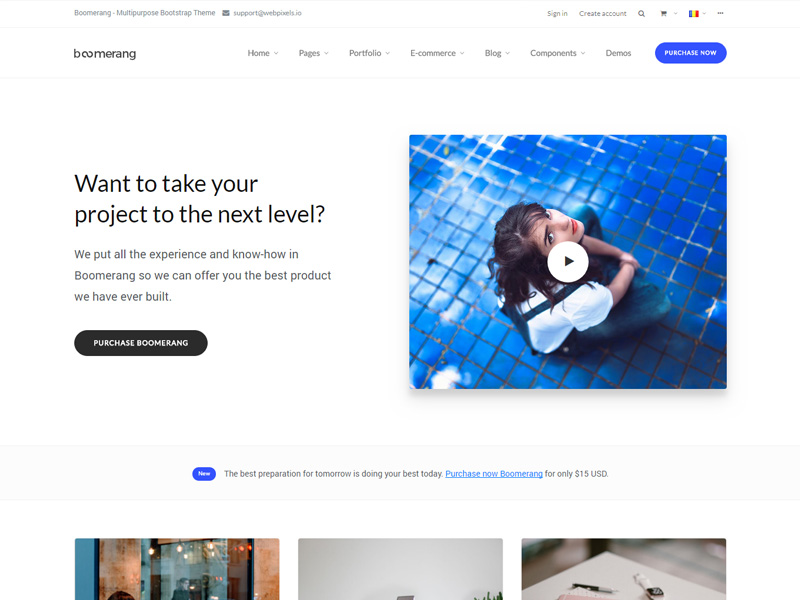 Boomerang - Multipurpose Bootstrap Theme support@webpixels.io Sign in Create account
boomerang Home Pages Portfolio E-commerce Blog Components Demos PURCHASE NOW
Want to take your
project to the next level?
We put all the experience and know-how in
Boomerang so we can offer you the best product
we have ever built.
PURCHASE BOOMERANG
New The best preparation for tomorrow is doing your best today. Purchase now Boomerang for only $15 USD.